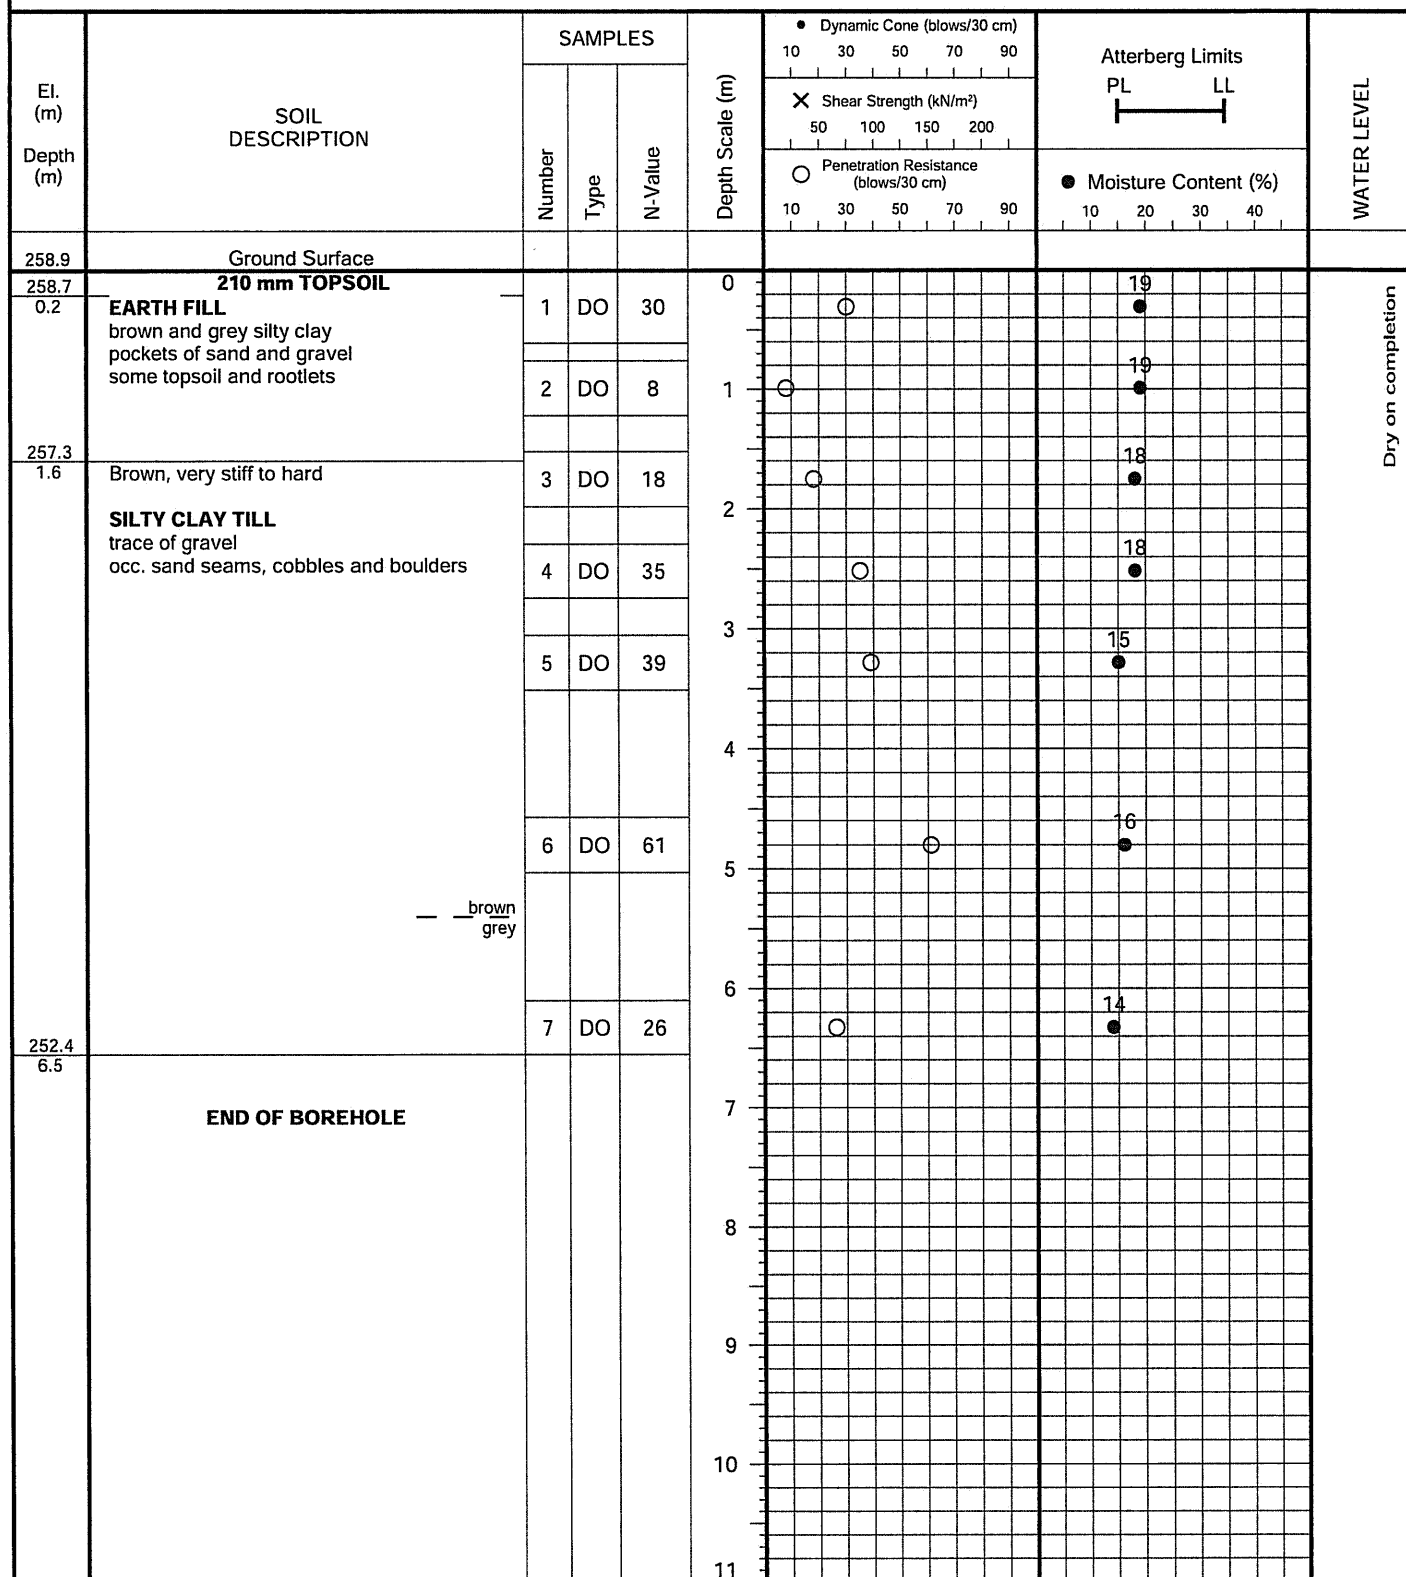 El.
(m)
Depth
(m)
SOIL
DESCRIPTION
SAMPLES
Number
Type
N-Value
Depth Scale (m)
Dynamic Cone (blows/30 cm)
10 30 50 70 90
Shear Strength (kN/m²)
50 100 150 200
Penetration Resistance
(blows/30 cm)
10 30 50 70 90
Atterberg Limits
PL LL
Moisture Content (%)
10 20 30 40
WATER LEVEL
258.9 Ground Surface
258.7 210 mm TOPSOIL
0.2 EARTH FILL
brown and grey silty clay
pockets of sand and gravel
some topsoil and rootlets
257.3
1.6 Brown, very stiff to hard
SILTY CLAY TILL
trace of gravel
occ. sand seams, cobbles and boulders
brown
grey
252.4
6.5
END OF BOREHOLE
1 DO 30
2 DO 8
3 DO 18
4 DO 35
5 DO 39
6 DO 61
7 DO 26
0
1
2
3
4
5
6
7
8
9
10
11
19
19
18
18
15
16
14
Dry on completion